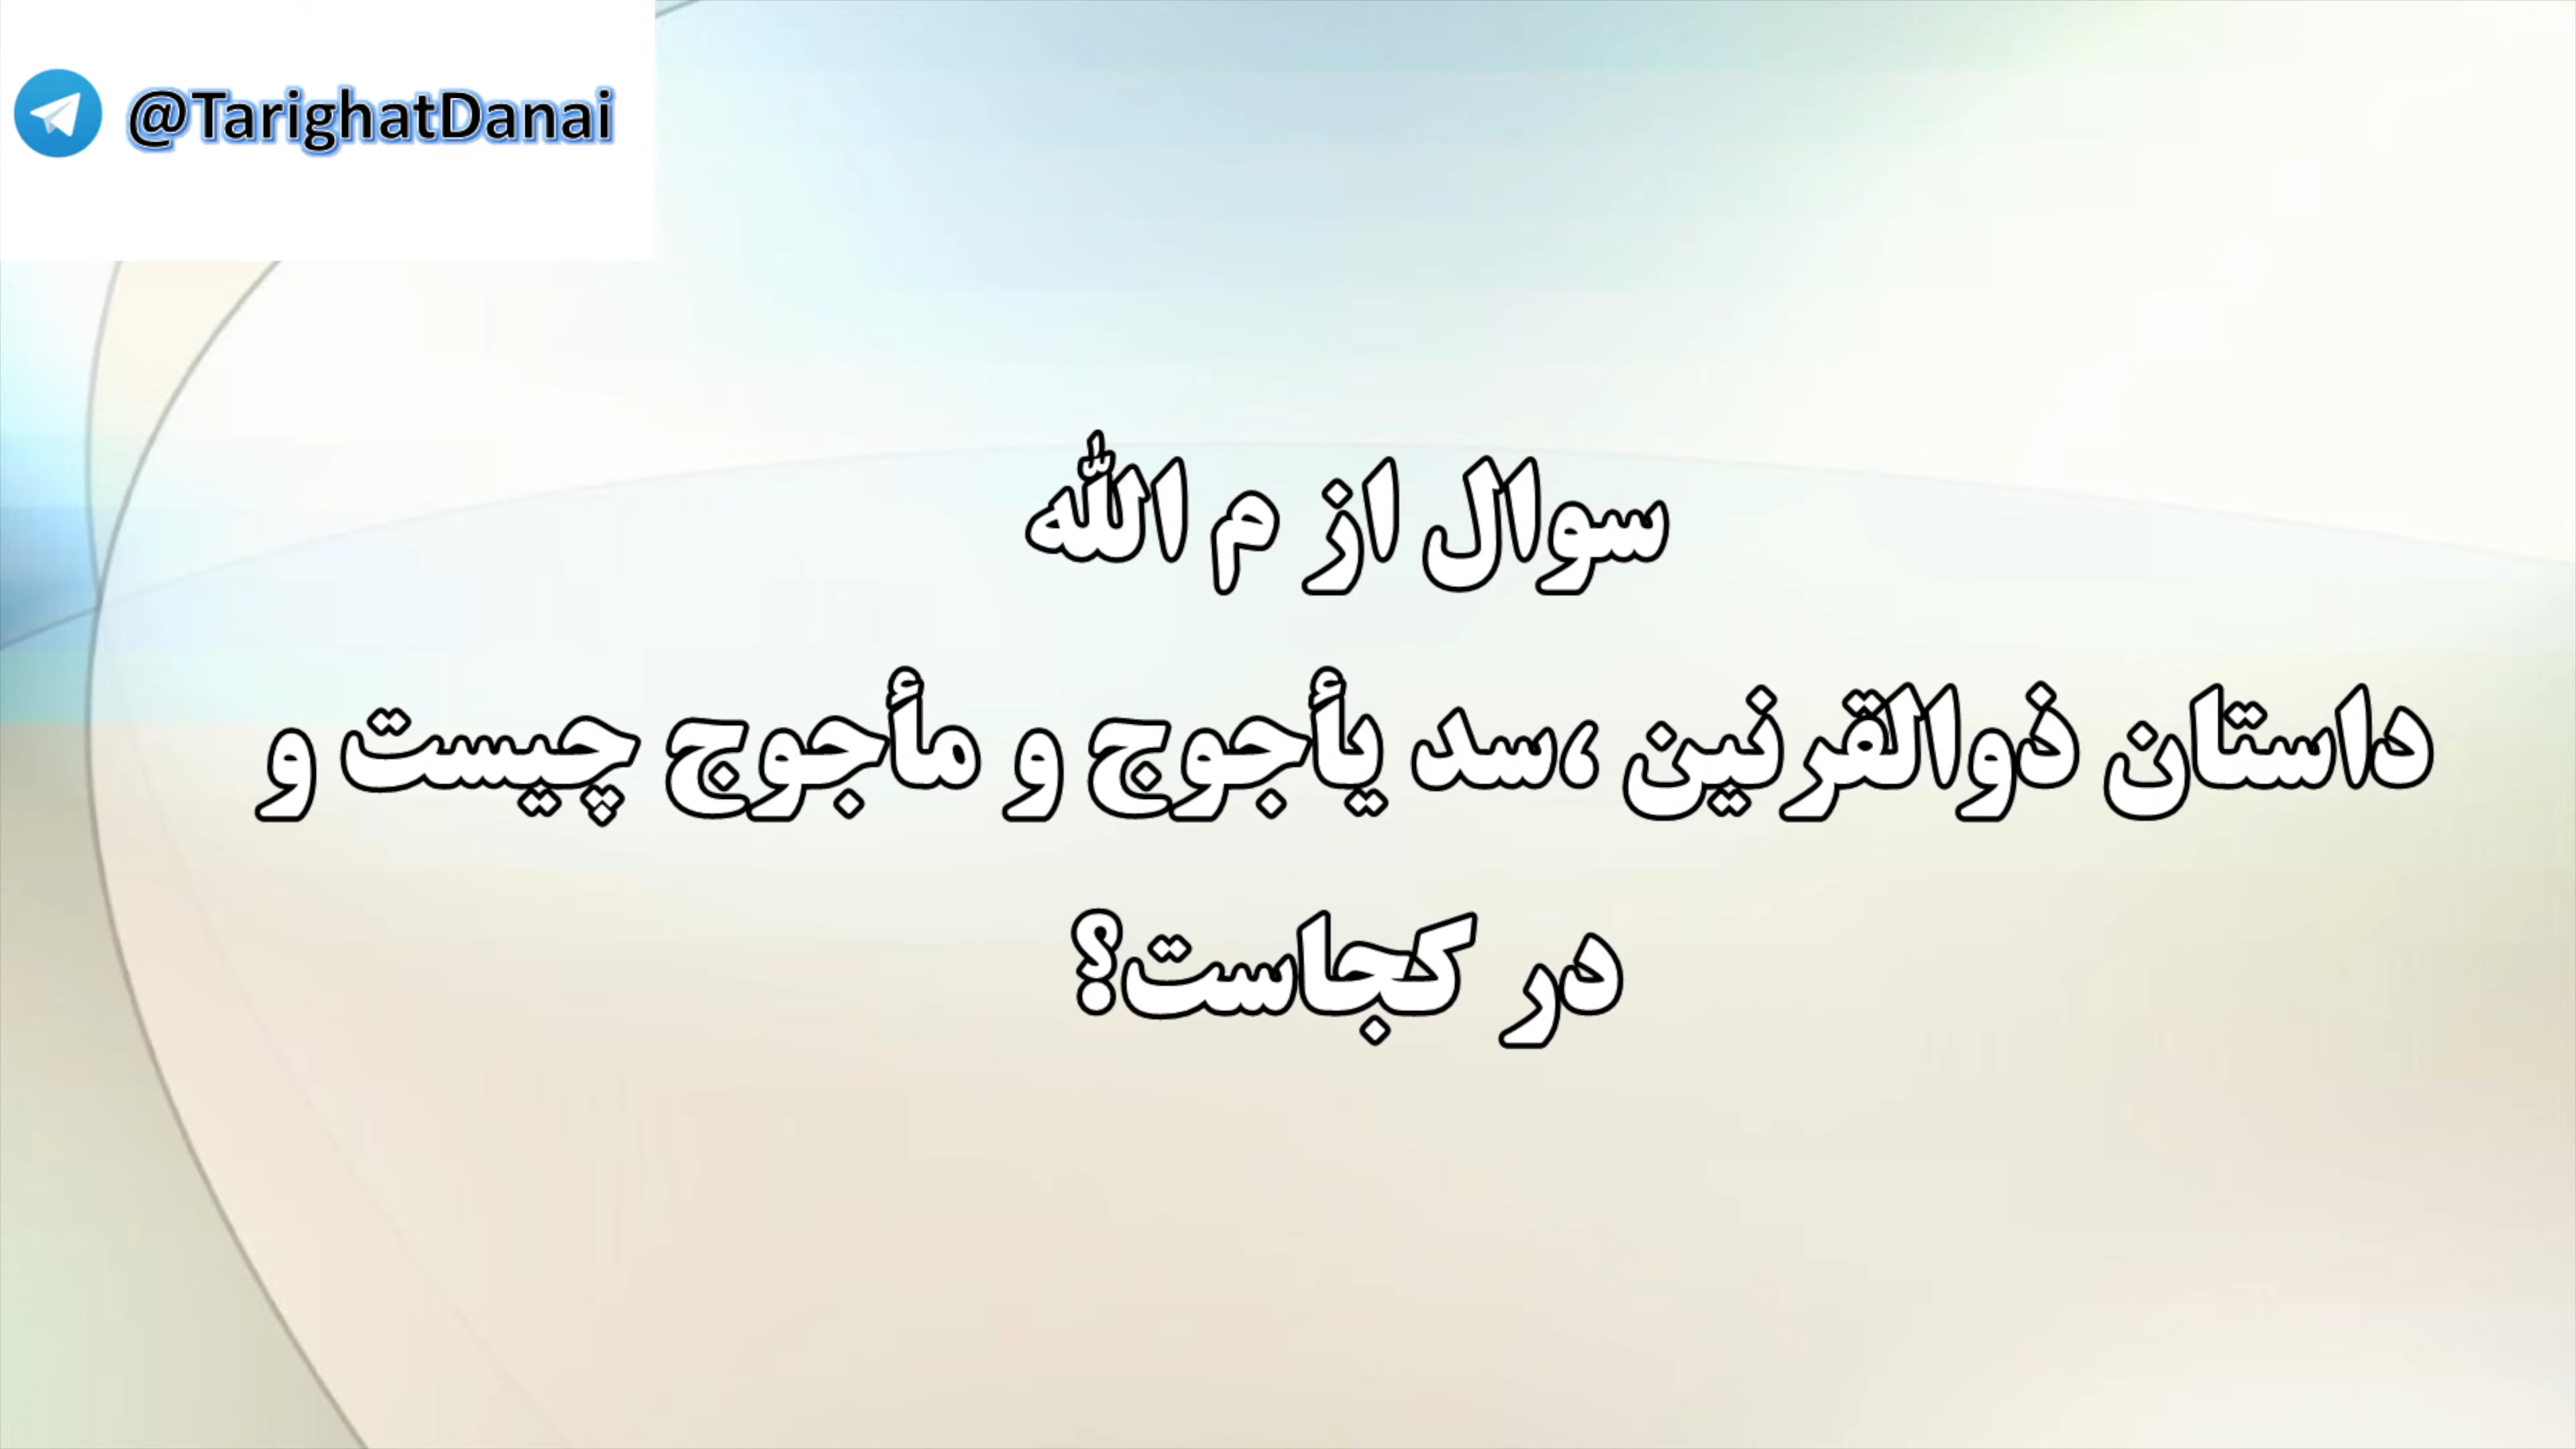 @TarighatDanai
سوال از م الله
داستان ذوالقرنین ،سد یأجوج و مأجوج چیست و
در کجاست؟